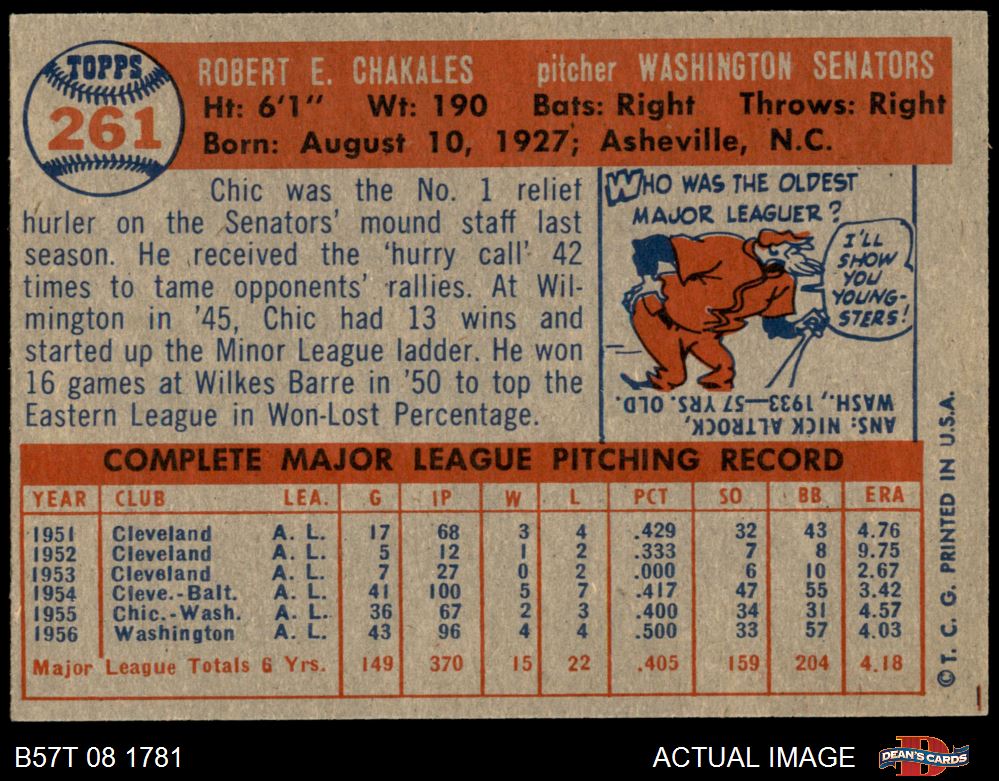 TOPPS
261
ROBERT E. CHAKALES pitcher WASHINGTON SENATORS
Ht: 6'1" Wt: 190 Bats: Right Throws: Right
Born: August 10, 1927; Asheville, N.C.
Chic was the No. 1 relief
hurler on the Senators' mound staff last
season. He received the 'hurry call' 42
times to tame opponents' rallies. At Wil-
mington in '45, Chic had 13 wins and
started up the Minor League ladder. He won
16 games at Wilkes Barre in '50 to top the
Eastern League in Won-Lost Percentage.
WHO WAS THE OLDEST
MAJOR LEAGUER?
I'LL
SHOW
YOU
YOUNG-
STERS!
ANS: NICK ALTROCK,
WASH., 1933—57 YRS. OLD.
COMPLETE MAJOR LEAGUE PITCHING RECORD
YEAR CLUB LEA. G IP W L PCT SO BB ERA
1951 Cleveland A. L. 17 68 3 4 .429 32 43 4.76
1952 Cleveland A. L. 5 12 1 2 .333 7 8 9.75
1953 Cleveland A. L. 7 27 0 2 .000 6 10 2.67
1954 Cleve.-Balt. A. L. 41 100 5 7 .417 47 55 3.42
1955 Chic.-Wash. A. L. 36 67 2 3 .400 34 31 4.57
1956 Washington A. L. 43 96 4 4 .500 33 57 4.03
Major League Totals 6 Yrs. 149 370 15 22 .405 159 204 4.18
© T. C. G. PRINTED IN U.S.A.
B57T 08 1781
ACTUAL IMAGE
DEAN'S CARDS